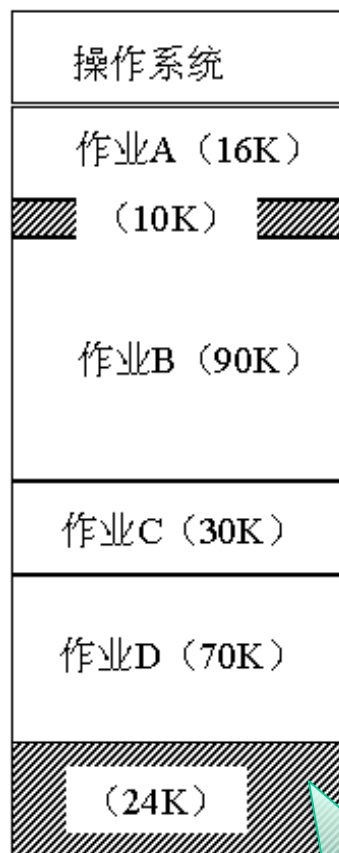 操作系统
作业A（16K）
（10K）
作业B（90K）
作业C（30K）
作业D（70K）
（24K）